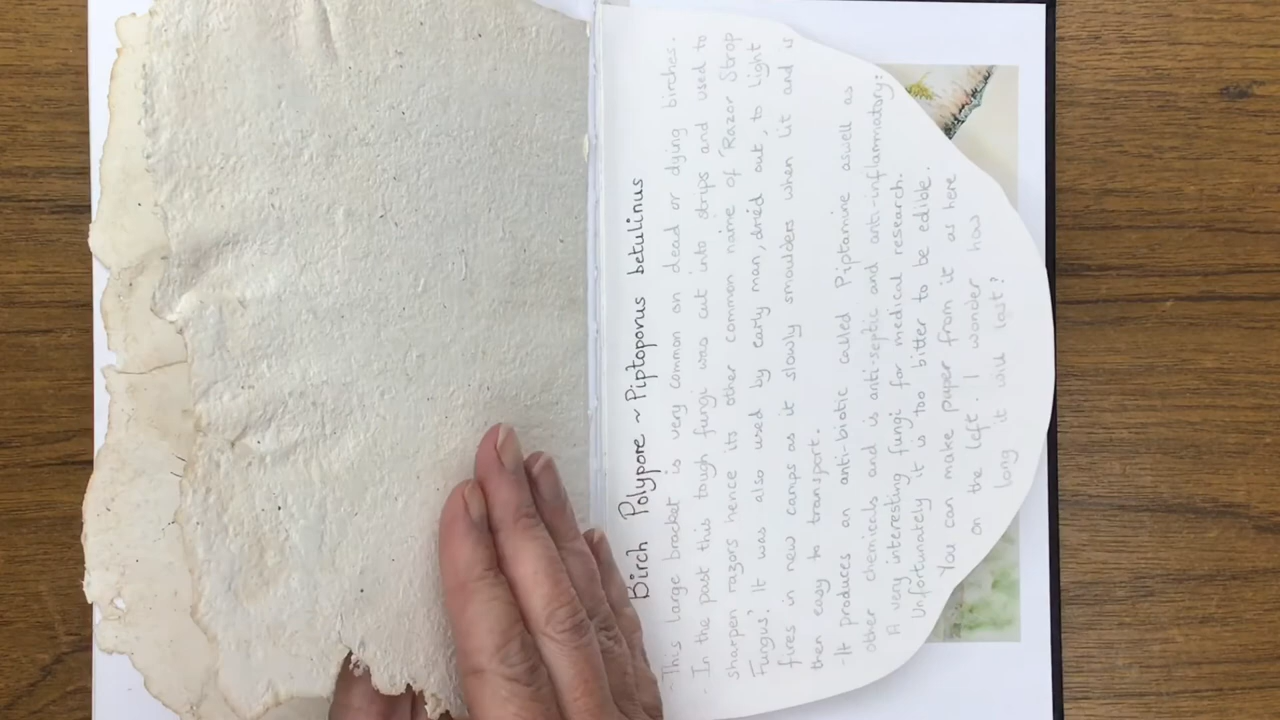 Birch Polypore ~ Piptoporus betulinus
- This large bracket is very common on dead or dying birches.
- In the past this tough fungi was cut into strips and used to
sharpen razors hence its other common name of 'Razor Strop
Fungus'. It was also used by early man, dried out, to light
fires in new camps as it slowly smoulders when lit and is
then easy to transport.
- It produces an anti-biotic called Piptamine aswell as
other chemicals and is anti-septic and anti-inflammatory:
A very interesting fungi for medical research.
Unfortunately it is too bitter to be edible.
You can make paper from it as here
on the left. I wonder how
long it will last?